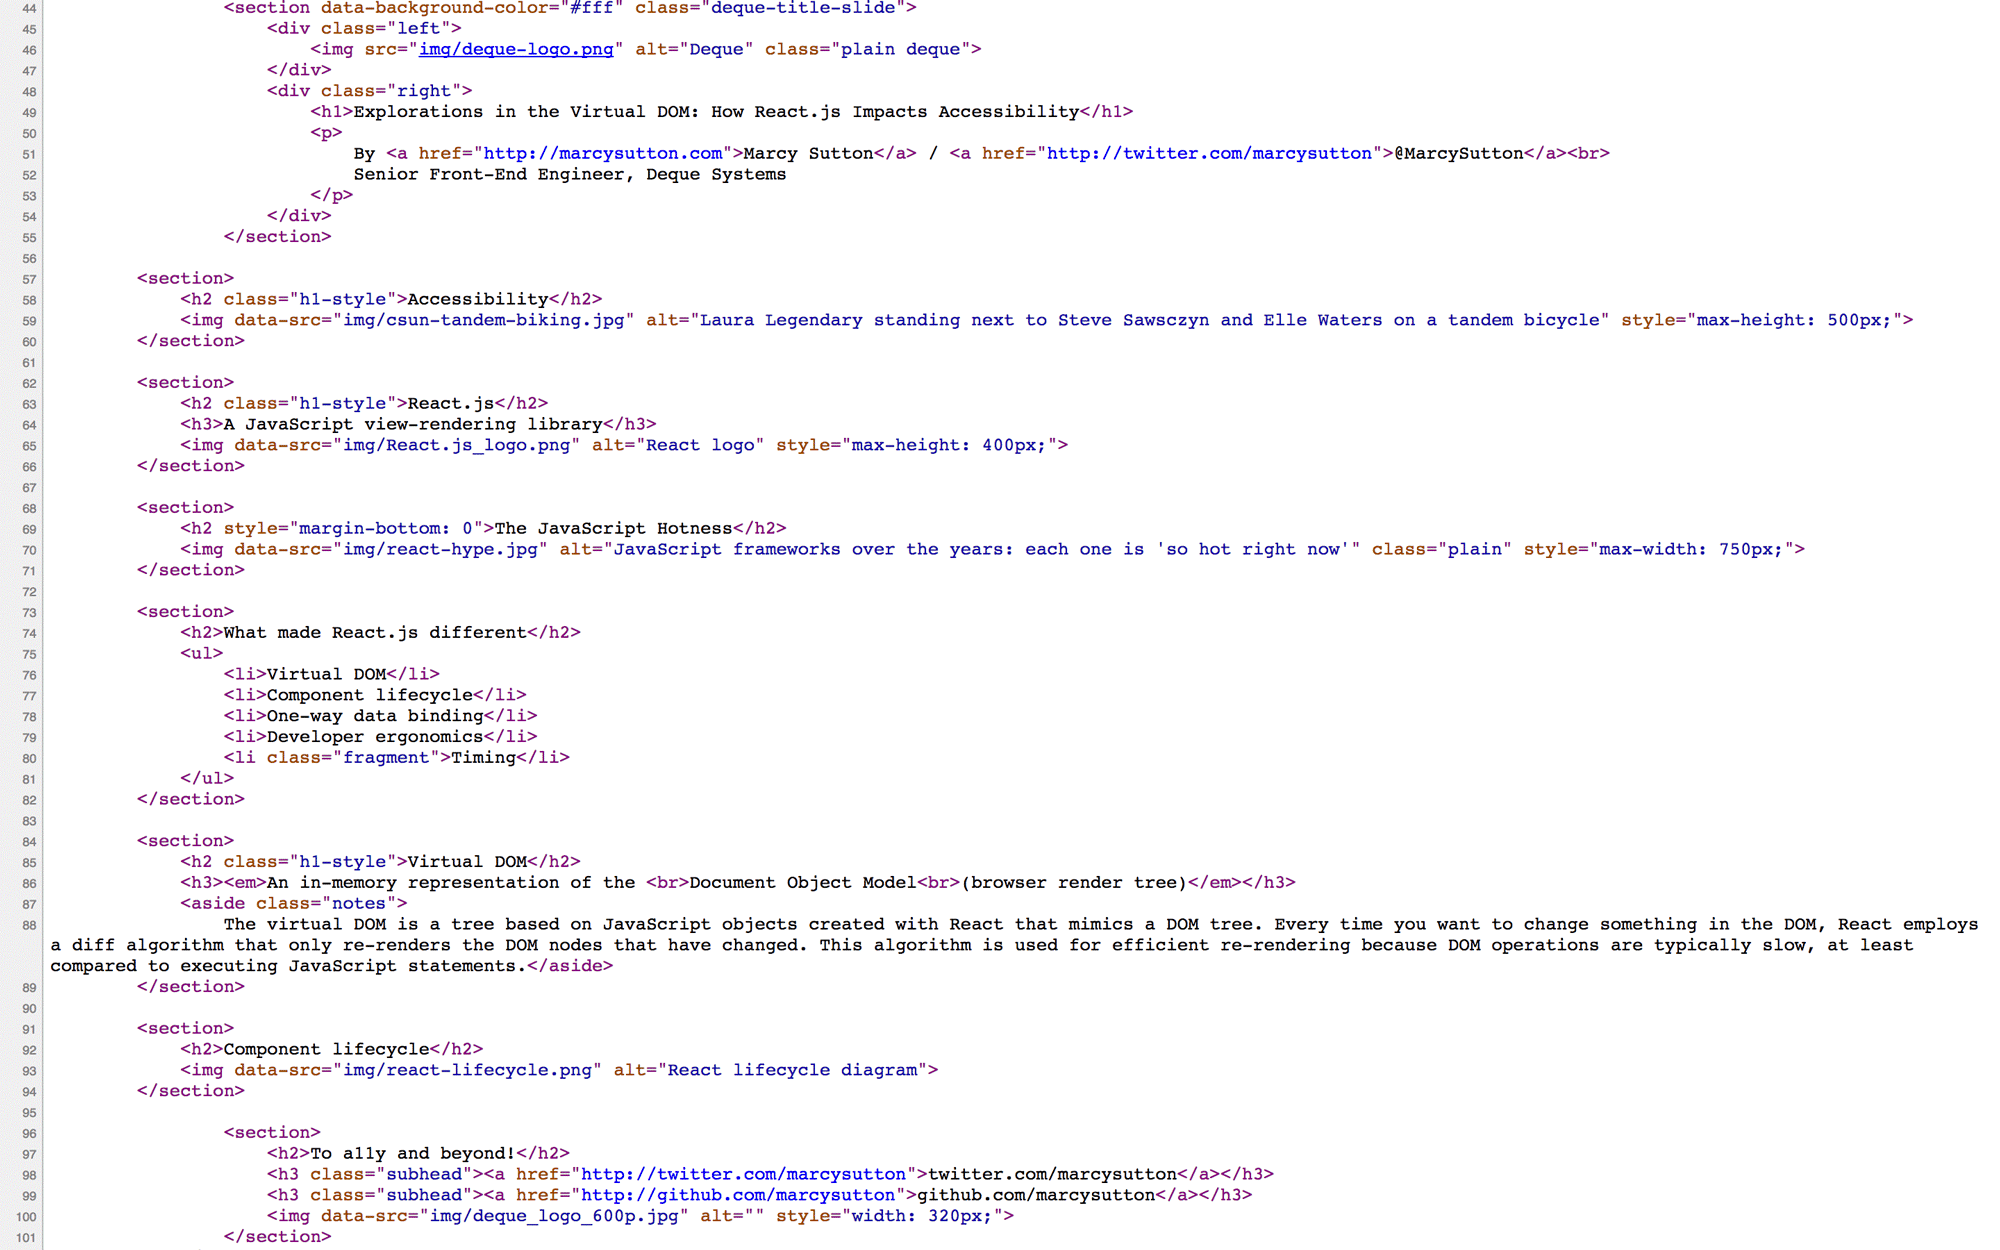 44 <section data-background-color="#fff" class="deque-title-slide">
45 <div class="left">
46 <img src="img/deque-logo.png" alt="Deque" class="plain deque">
47 </div>
48 <div class="right">
49 <h1>Explorations in the Virtual DOM: How React.js Impacts Accessibility</h1>
50 <p>
51 By <a href="http://marcysutton.com">Marcy Sutton</a> / <a href="http://twitter.com/marcysutton">@MarcySutton</a><br>
52 Senior Front-End Engineer, Deque Systems
53 </p>
54 </div>
55 </section>
56
57 <section>
58 <h2 class="h1-style">Accessibility</h2>
59 <img data-src="img/csun-tandem-biking.jpg" alt="Laura Legendary standing next to Steve Sawsczyn and Elle Waters on a tandem bicycle" style="max-height: 500px;">
60 </section>
61
62 <section>
63 <h2 class="h1-style">React.js</h2>
64 <h3>A JavaScript view-rendering library</h3>
65 <img data-src="img/React.js_logo.png" alt="React logo" style="max-height: 400px;">
66 </section>
67
68 <section>
69 <h2 style="margin-bottom: 0">The JavaScript Hotness</h2>
70 <img data-src="img/react-hype.jpg" alt="JavaScript frameworks over the years: each one is 'so hot right now'" class="plain" style="max-width: 750px;">
71 </section>
72
73 <section>
74 <h2>What made React.js different</h2>
75 <ul>
76 <li>Virtual DOM</li>
77 <li>Component lifecycle</li>
78 <li>One-way data binding</li>
79 <li>Developer ergonomics</li>
80 <li class="fragment">Timing</li>
81 </ul>
82 </section>
83
84 <section>
85 <h2 class="h1-style">Virtual DOM</h2>
86 <h3><em>An in-memory representation of the <br>Document Object Model<br>(browser render tree)</em></h3>
87 <aside class="notes">
88 The virtual DOM is a tree based on JavaScript objects created with React that mimics a DOM tree. Every time you want to change something in the DOM, React employs
a diff algorithm that only re-renders the DOM nodes that have changed. This algorithm is used for efficient re-rendering because DOM operations are typically slow, at least
compared to executing JavaScript statements.</aside>
89 </section>
90
91 <section>
92 <h2>Component lifecycle</h2>
93 <img data-src="img/react-lifecycle.png" alt="React lifecycle diagram">
94 </section>
95
96 <section>
97 <h2>To a11y and beyond!</h2>
98 <h3 class="subhead"><a href="http://twitter.com/marcysutton">twitter.com/marcysutton</a></h3>
99 <h3 class="subhead"><a href="http://github.com/marcysutton">github.com/marcysutton</a></h3>
100 <img data-src="img/deque_logo_600p.jpg" alt="" style="width: 320px;">
101 </section>